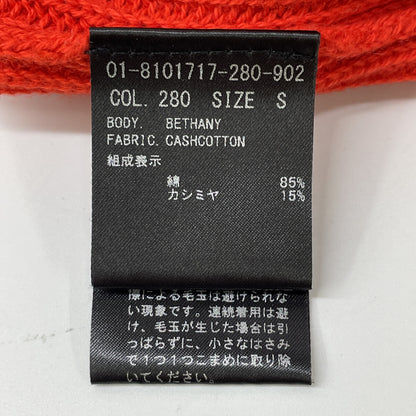 01-8101717-280-902
COL. 280 SIZE S
BODY. BETHANY
FABRIC. CASHCOTTON
組成表示
綿 85%
カシミヤ 15%
際による毛玉は避けられな
い現象です。連続着用は避
け、毛玉が生じた場合は引
っぱらずに、小さなはさみ
で1つ1つこまめに取り除
いてください。